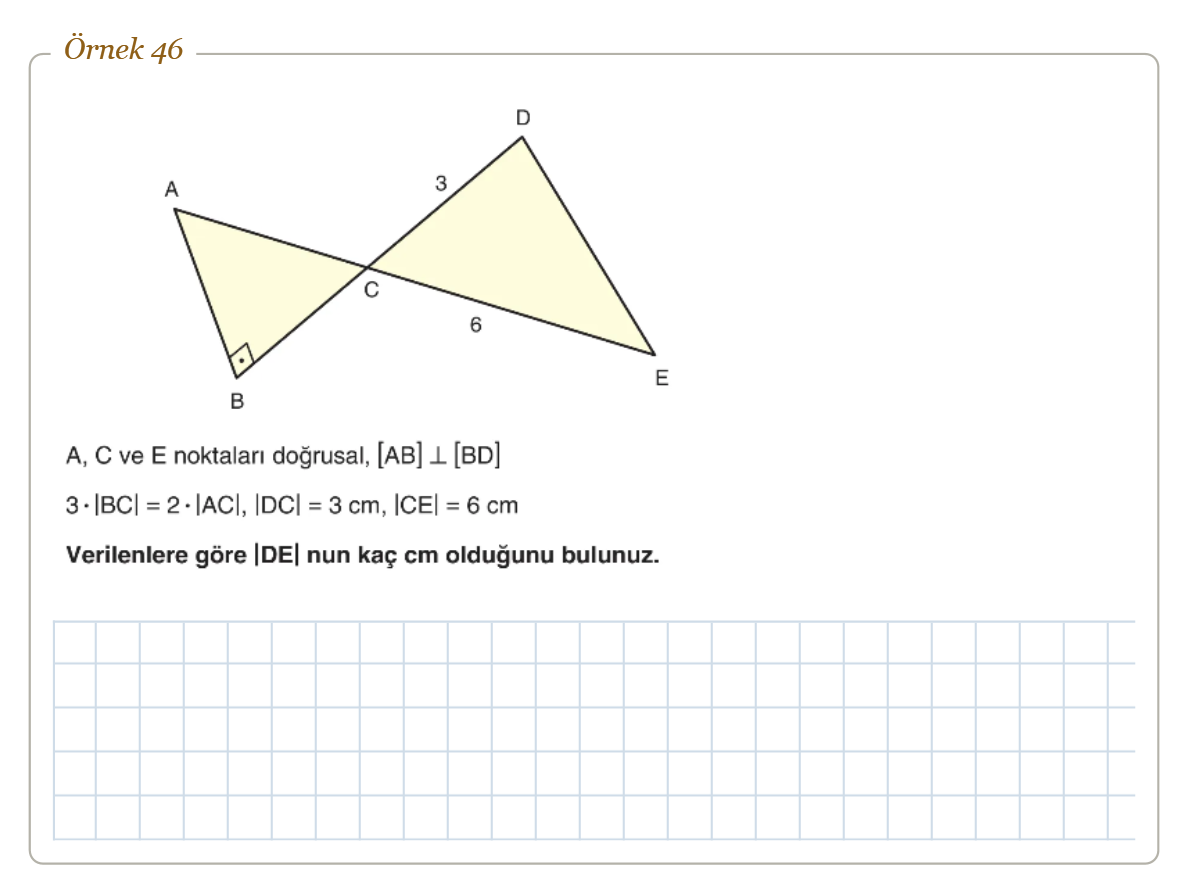 Örnek 46
D
3
A
C
6
E
B
A, C ve E noktaları doğrusal, [AB] ⊥ [BD]
3 · |BC| = 2 · |AC|, |DC| = 3 cm, |CE| = 6 cm
Verilenlere göre |DE| nun kaç cm olduğunu bulunuz.